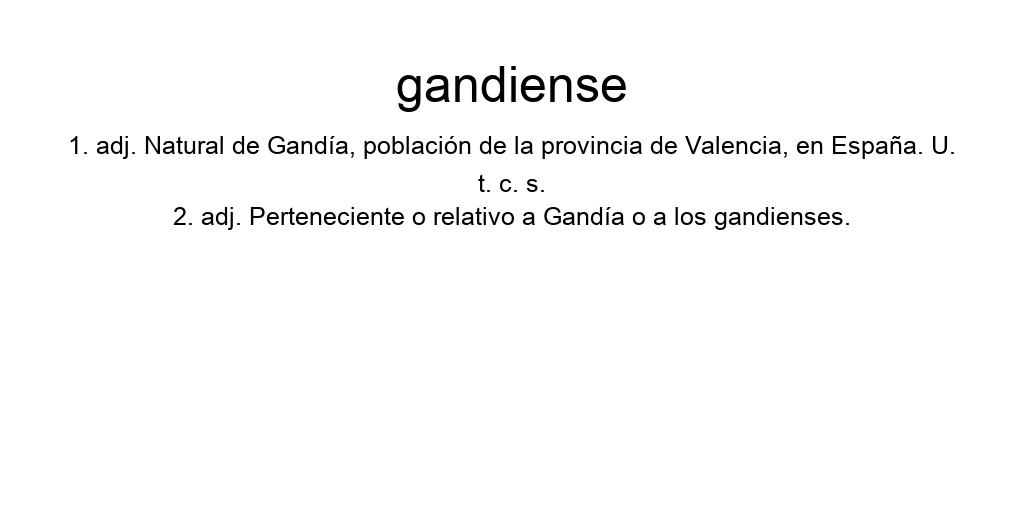 gandiense
1. adj. Natural de Gandía, población de la provincia de Valencia, en España. U.
t. c. s.
2. adj. Perteneciente o relativo a Gandía o a los gandienses.